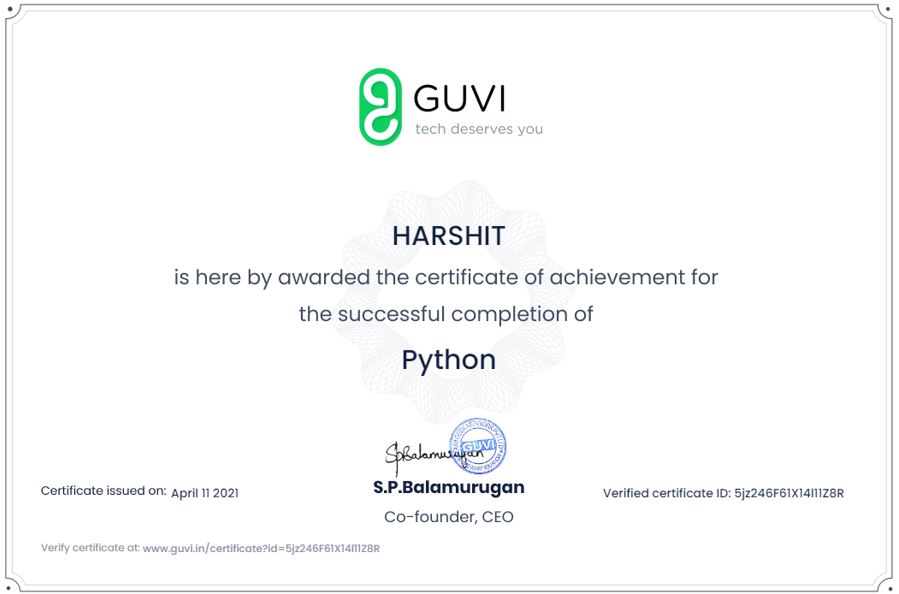 GUVI
tech deserves you
HARSHIT
is here by awarded the certificate of achievement for
the successful completion of
Python
SpBalamurugan
GUVI
S.P.Balamurugan
Co-founder, CEO
Certificate issued on: April 11 2021
Verified certificate ID: 5jz246F61X14I11Z8R
Verify certificate at: www.guvi.in/certificate?id=5jz246F61X14I11Z8R